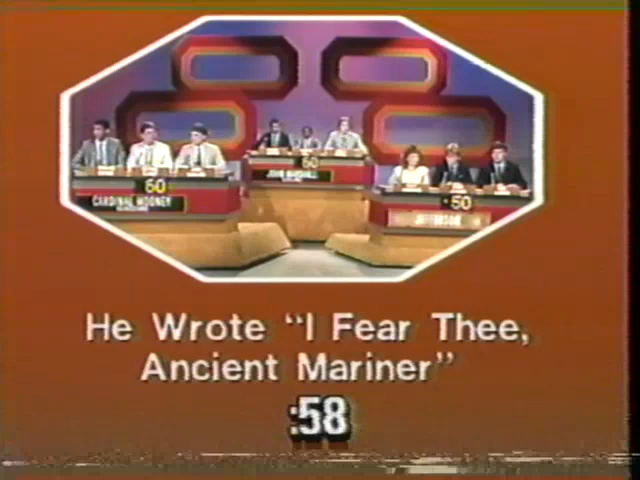 60
CARDINAL MOONEY
60
JOHN MARSHALL
50
JEFFERSON
He Wrote “I Fear Thee,
Ancient Mariner”
:58